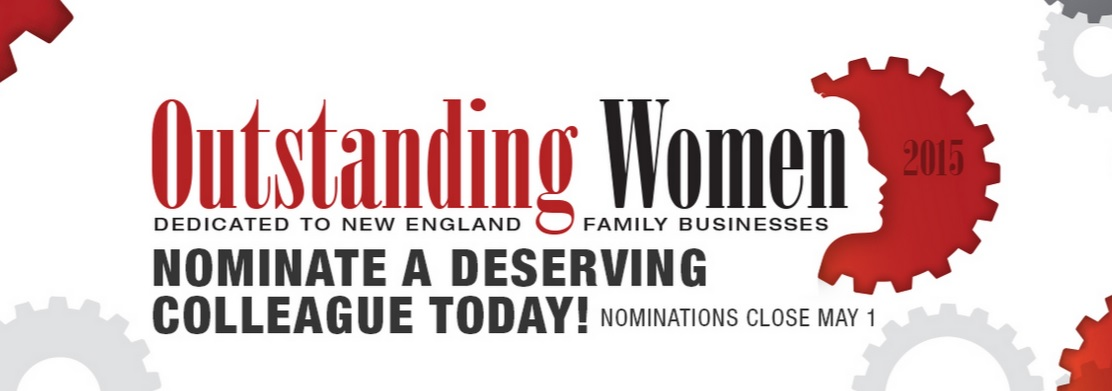 Outstanding Women 2015
DEDICATED TO NEW ENGLAND FAMILY BUSINESSES
NOMINATE A DESERVING
COLLEAGUE TODAY! NOMINATIONS CLOSE MAY 1